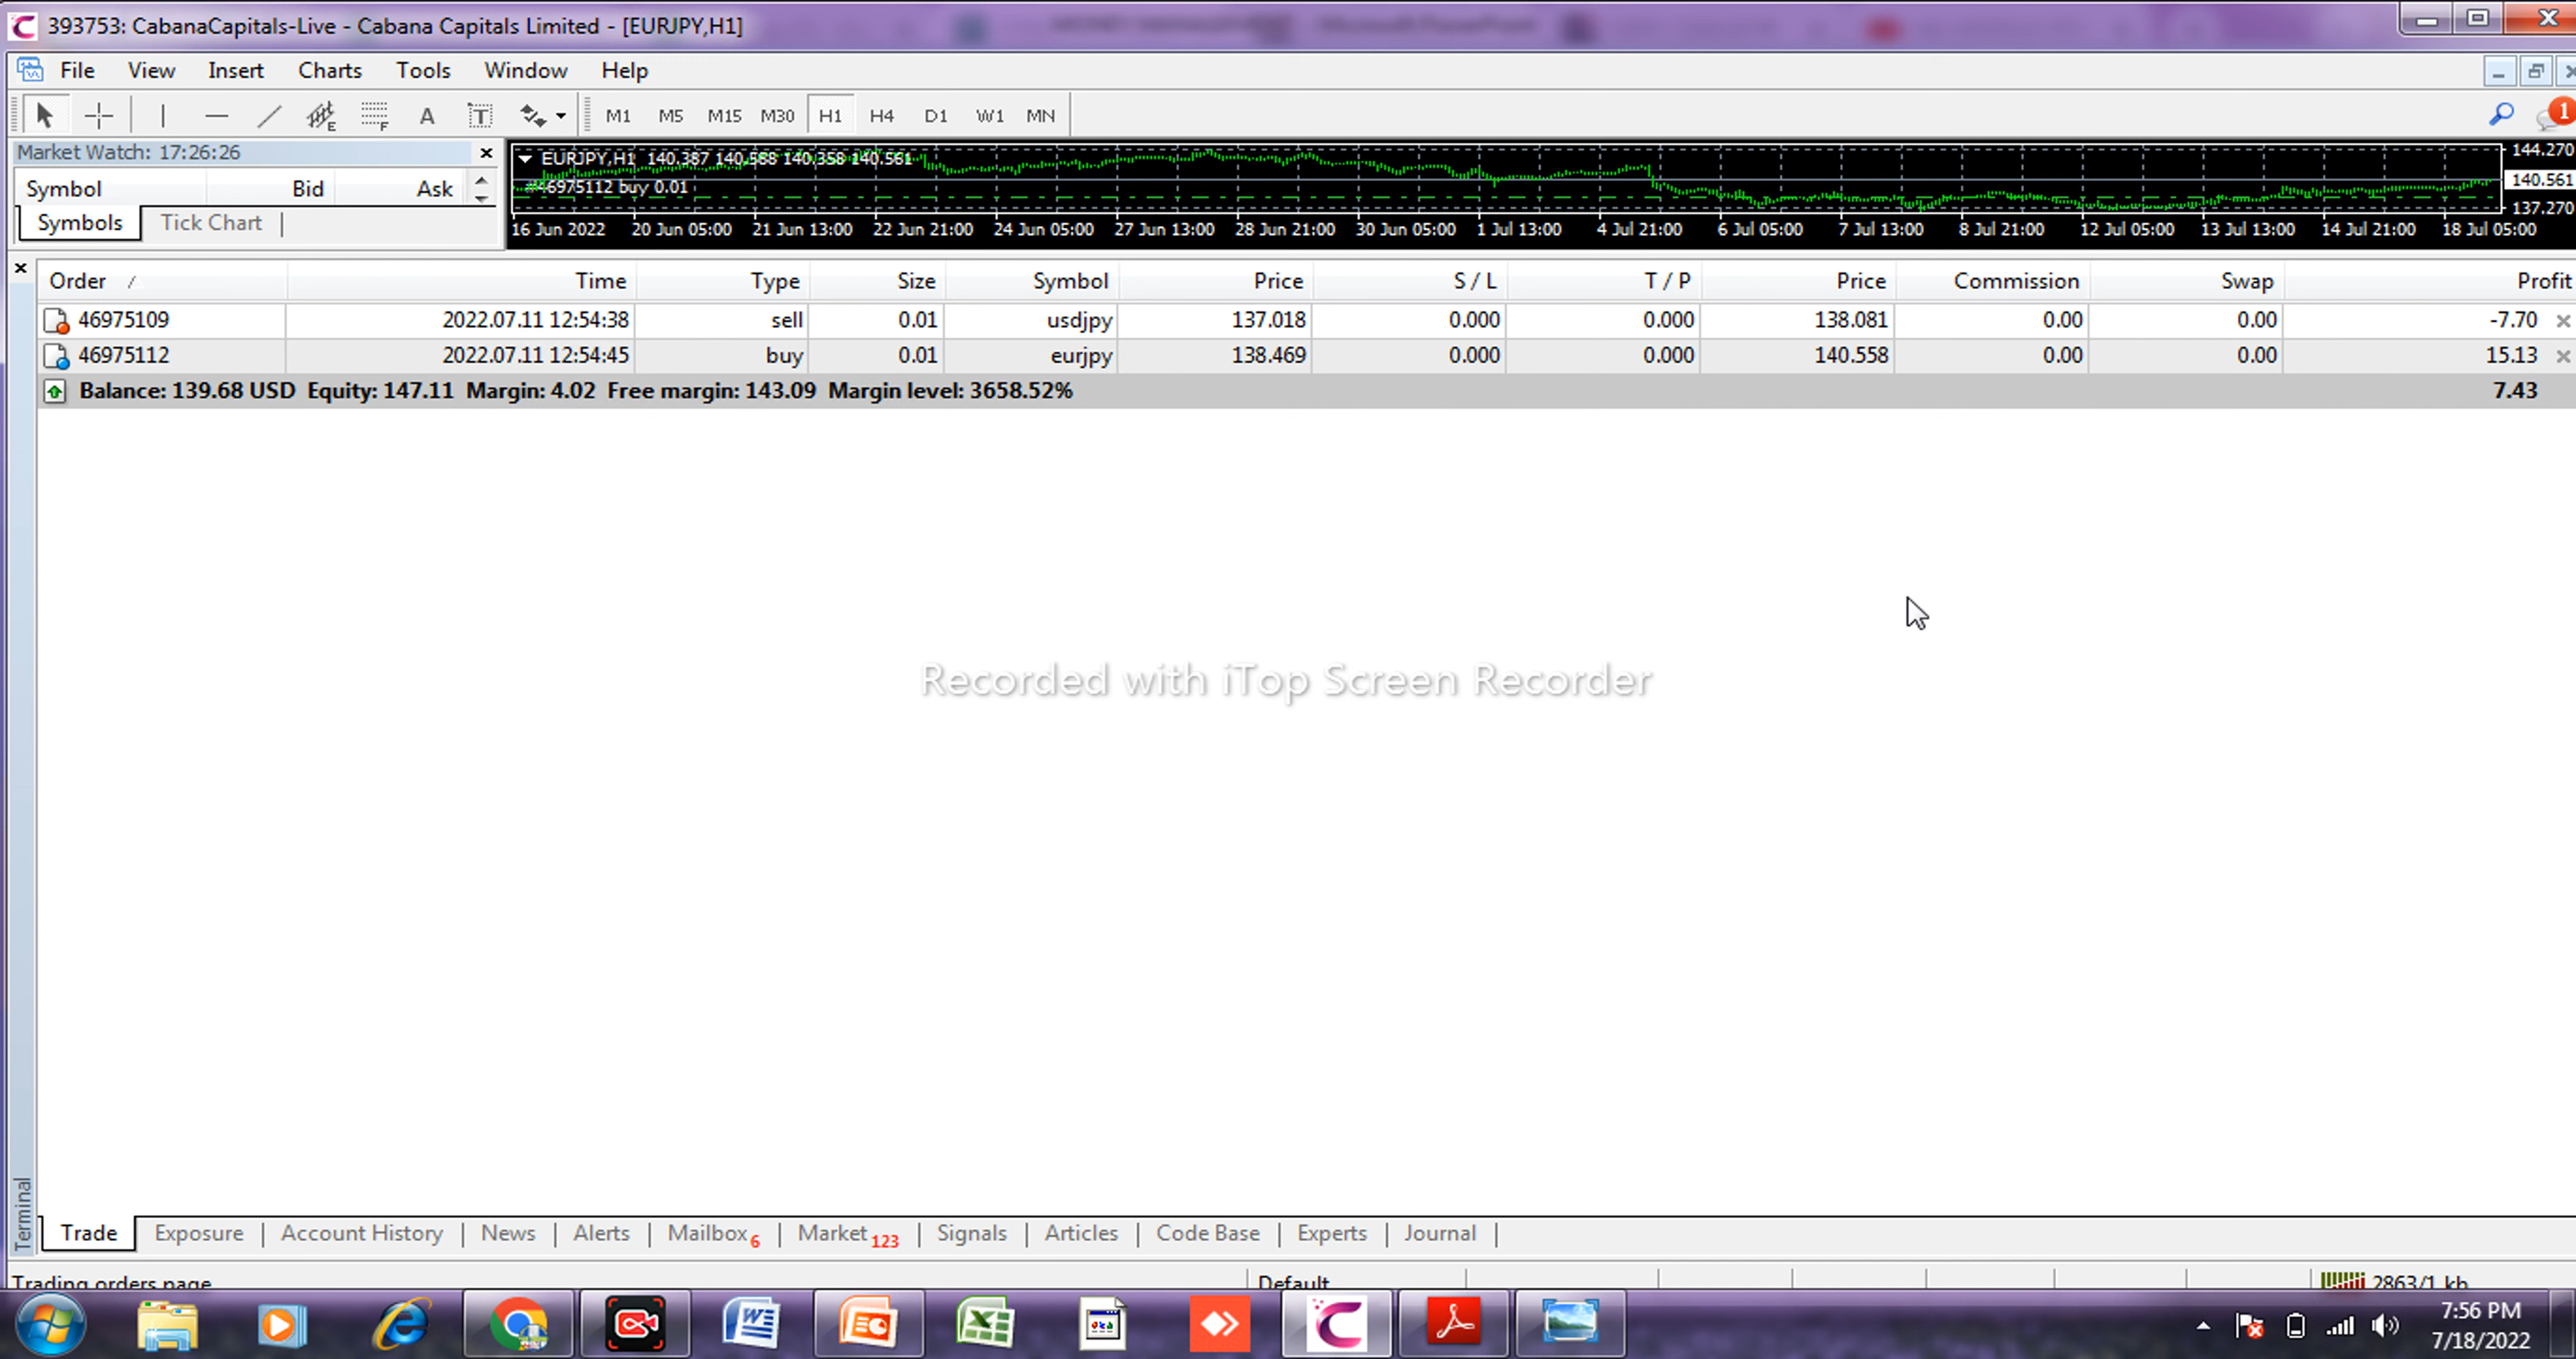 393753: CabanaCapitals-Live - Cabana Capitals Limited - [EURJPY,H1]
File View Insert Charts Tools Window Help
E F A T M1 M5 M15 M30 H1 H4 D1 W1 MN 1
Market Watch: 17:26:26
Symbol Bid Ask
Symbols Tick Chart
EURJPY,H1 140.387 140.588 140.358 140.561
#46975112 buy 0.01
144.270
140.561
137.270
16 Jun 2022 20 Jun 05:00 21 Jun 13:00 22 Jun 21:00 24 Jun 05:00 27 Jun 13:00 28 Jun 21:00 30 Jun 05:00 1 Jul 13:00 4 Jul 21:00 6 Jul 05:00 7 Jul 13:00 8 Jul 21:00 12 Jul 05:00 13 Jul 13:00 14 Jul 21:00 18 Jul 05:00
Order / Time Type Size Symbol Price S / L T / P Price Commission Swap Profit
46975109 2022.07.11 12:54:38 sell 0.01 usdjpy 137.018 0.000 0.000 138.081 0.00 0.00 -7.70
46975112 2022.07.11 12:54:45 buy 0.01 eurjpy 138.469 0.000 0.000 140.558 0.00 0.00 15.13
Balance: 139.68 USD Equity: 147.11 Margin: 4.02 Free margin: 143.09 Margin level: 3658.52% 7.43
Recorded with iTop Screen Recorder
Terminal
Trade Exposure Account History News Alerts Mailbox 6 Market 123 Signals Articles Code Base Experts Journal
Trading orders page Default 2863/1 kb
7:56 PM
7/18/2022